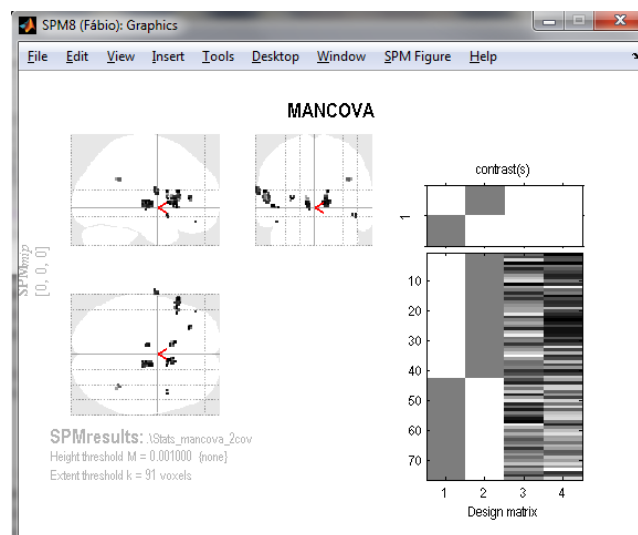 SPM8 (Fábio): Graphics
File Edit View Insert Tools Desktop Window SPM Figure Help
MANCOVA
SPMmip
[0, 0, 0]
contrast(s)
1
10
20
30
40
50
60
70
1 2 3 4
Design matrix
SPMresults: .\Stats_mancova_2cov
Height threshold M = 0.001000 {none}
Extent threshold k = 91 voxels